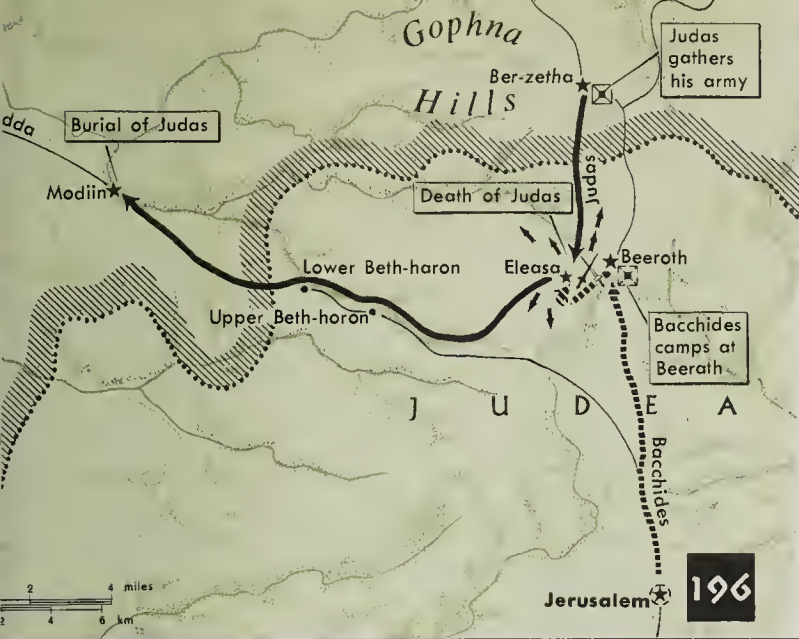 Gophna
Hills
Judas
gathers
his army
Ber-zetha
dda
Burial of Judas
Modiin
Death of Judas
Judas
Eleasa
Beeroth
Lower Beth-haron
Upper Beth-horon
Bacchides
camps at
Beerath
JUDEA
Bacchides
2 4 miles
2 4 6 km
Jerusalem
196